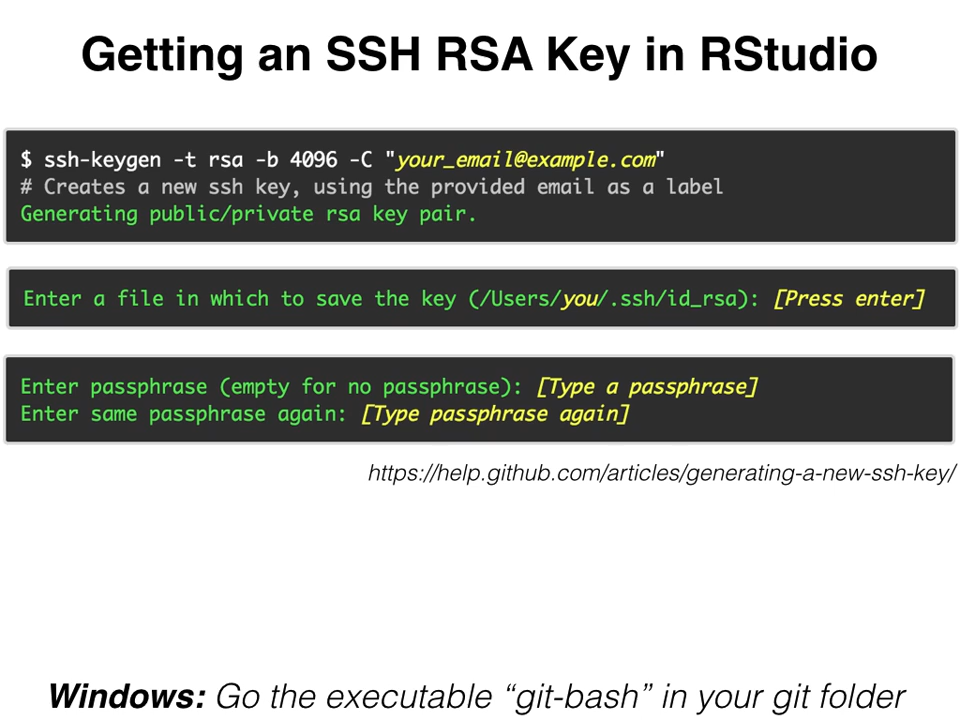 Getting an SSH RSA Key in RStudio
$ ssh-keygen -t rsa -b 4096 -C "your_email@example.com"
# Creates a new ssh key, using the provided email as a label
Generating public/private rsa key pair.
Enter a file in which to save the key (/Users/you/.ssh/id_rsa): [Press enter]
Enter passphrase (empty for no passphrase): [Type a passphrase]
Enter same passphrase again: [Type passphrase again]
https://help.github.com/articles/generating-a-new-ssh-key/
Windows: Go the executable “git-bash” in your git folder